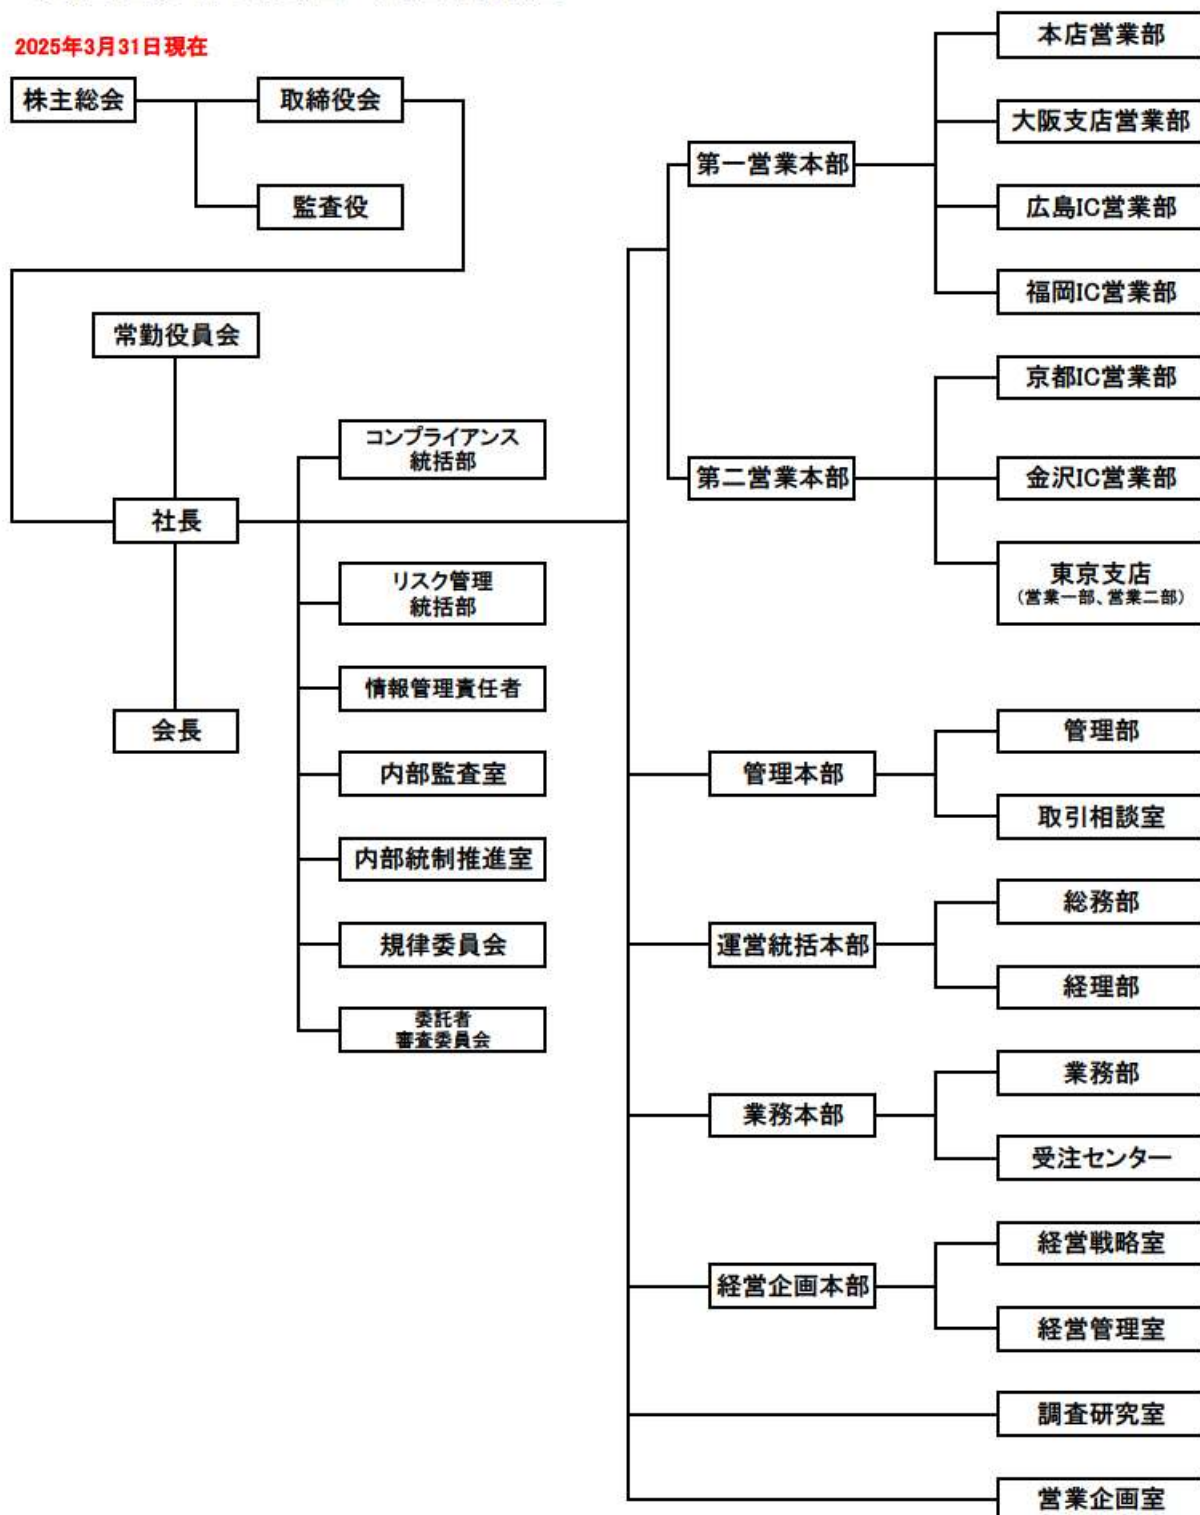 2025年3月31日現在
株主総会
取締役会
監査役
常勤役員会
社長
会長
コンプライアンス
統括部
リスク管理
統括部
情報管理責任者
内部監査室
内部統制推進室
規律委員会
委託者
審査委員会
第一営業本部
本店営業部
大阪支店営業部
広島IC営業部
福岡IC営業部
第二営業本部
京都IC営業部
金沢IC営業部
東京支店
（営業一部、営業二部）
管理本部
管理部
取引相談室
運営統括本部
総務部
経理部
業務本部
業務部
受注センター
経営企画本部
経営戦略室
経営管理室
調査研究室
営業企画室